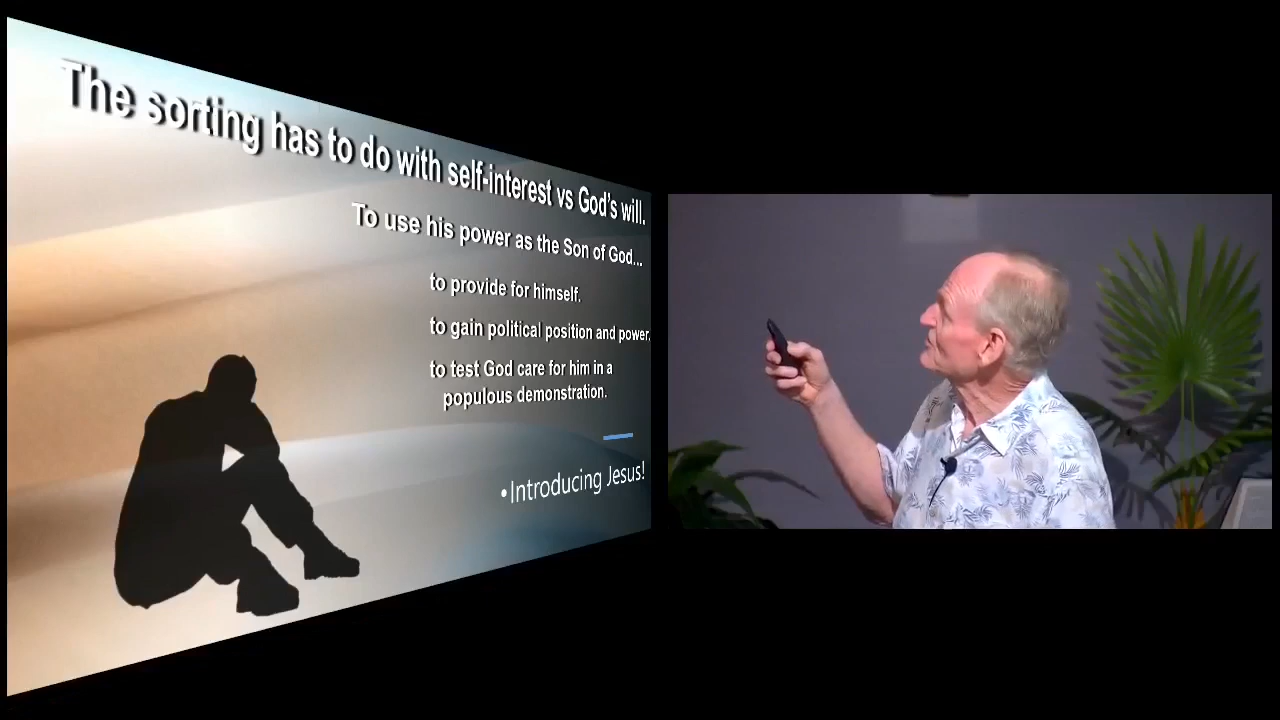 The sorting has to do with self-interest vs God's will.
To use his power as the Son of God...
to provide for himself.
to gain political position and power.
to test God care for him in a
populous demonstration.
•Introducing Jesus!